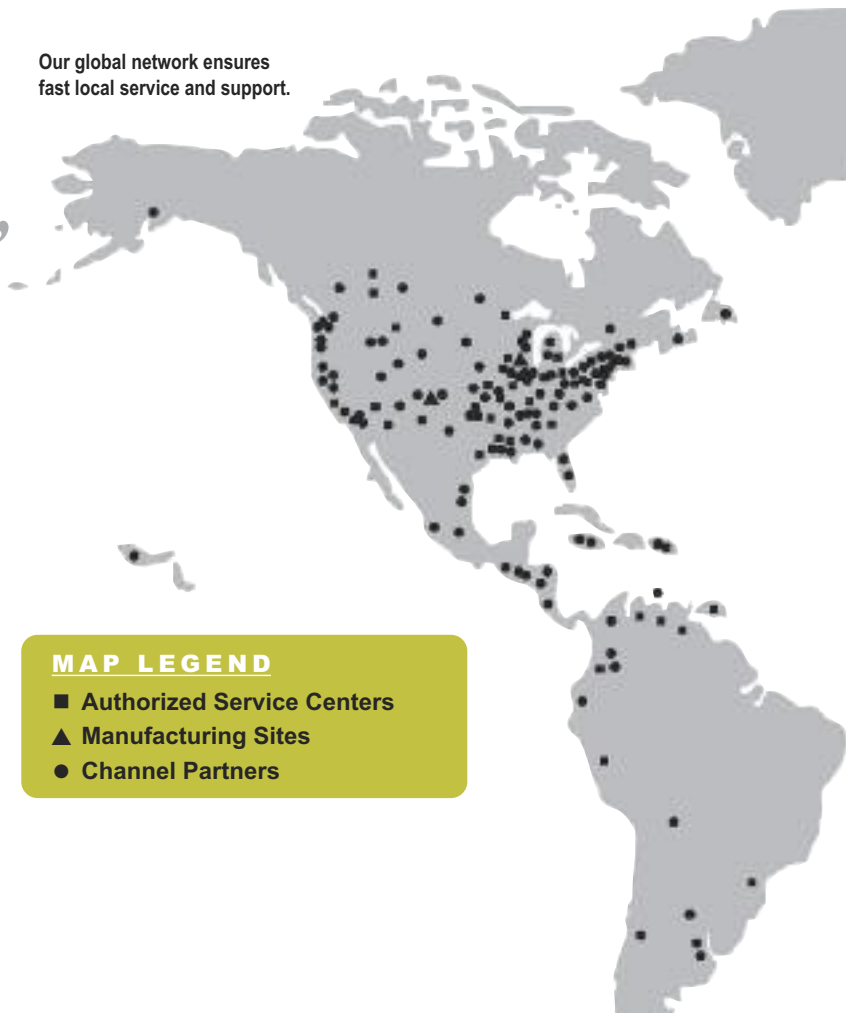 Our global network ensures
fast local service and support.
MAP LEGEND
Authorized Service Centers
Manufacturing Sites
Channel Partners